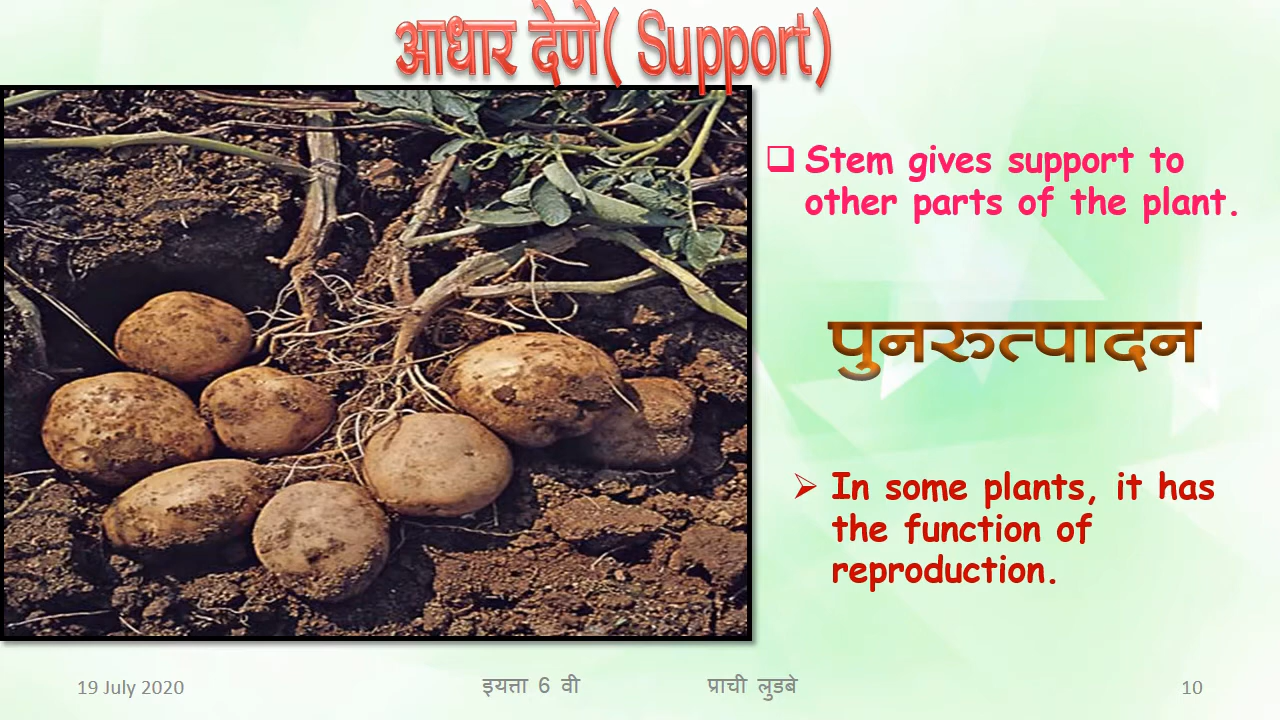 आधार देणे( Support)
❑ Stem gives support to
other parts of the plant.
पुनरुत्पादन
➢ In some plants, it has
the function of
reproduction.
19 July 2020 इयत्ता 6 वी प्राची लुडबे 10